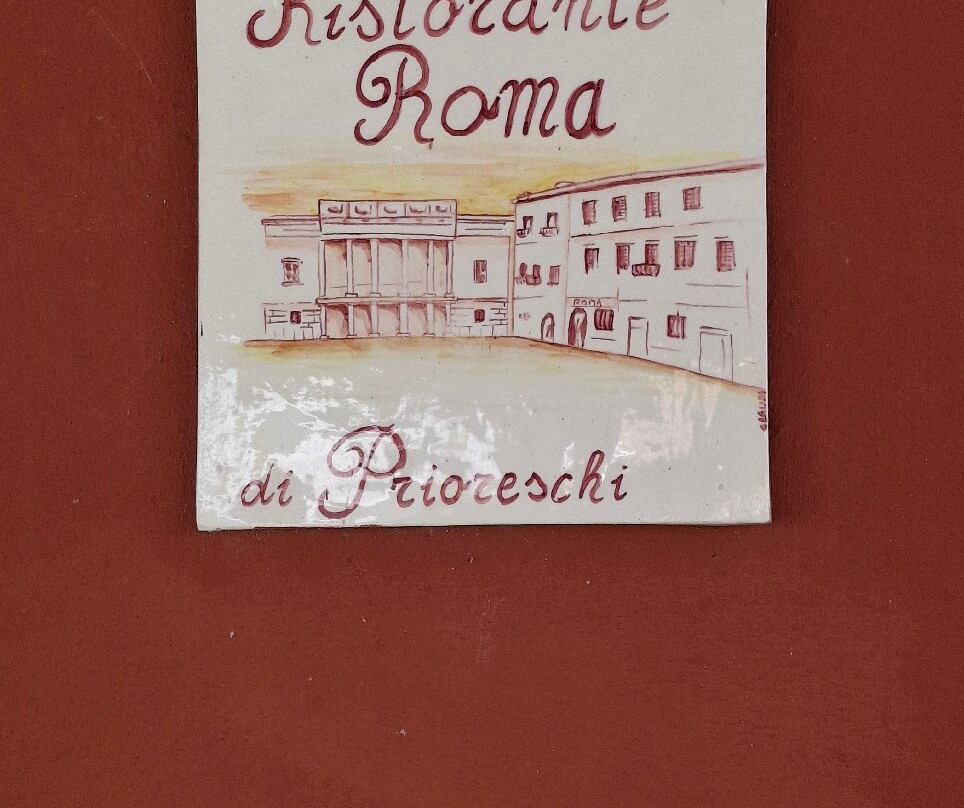 Ristorante
Roma
ROMA
di Prioreschi